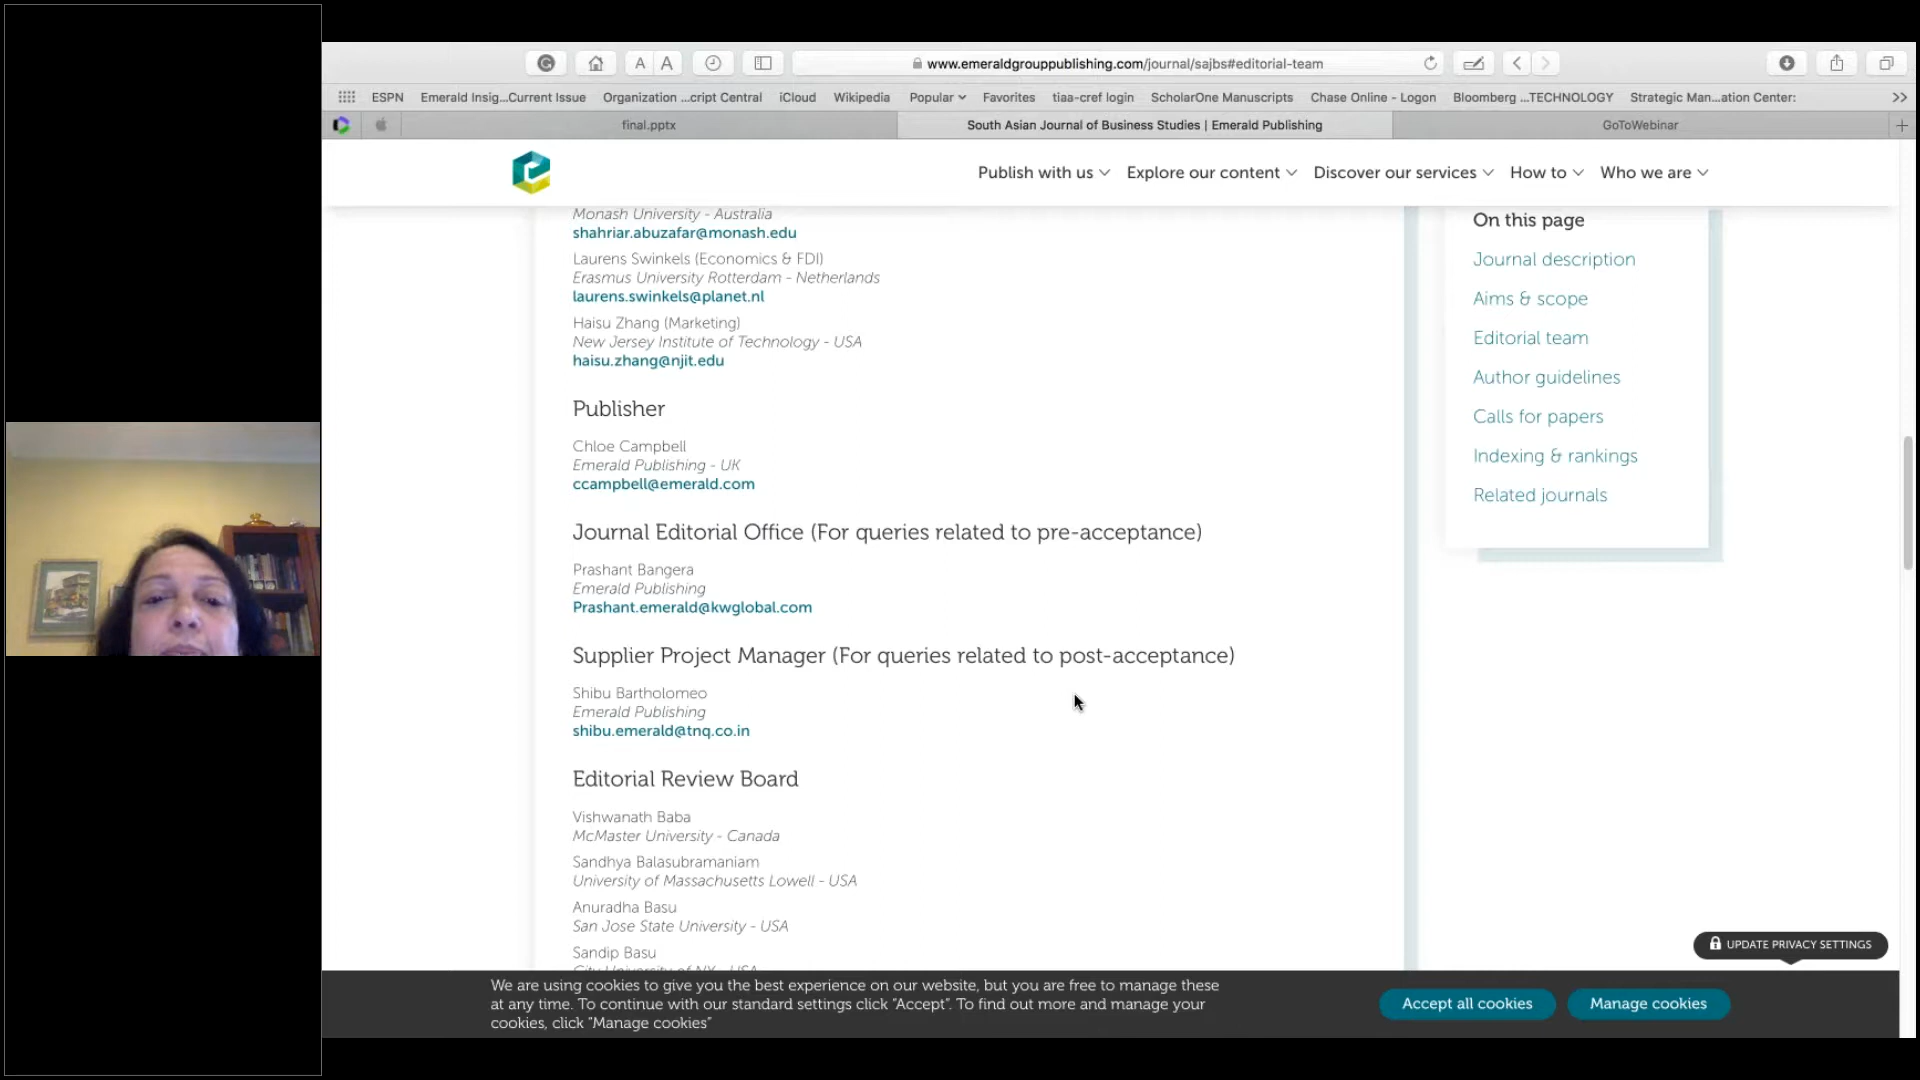 A A
www.emeraldgrouppublishing.com/journal/sajbs#editorial-team
ESPN Emerald Insig...Current Issue Organization ...cript Central iCloud Wikipedia Popular Favorites tiaa-cref login ScholarOne Manuscripts Chase Online - Logon Bloomberg ...TECHNOLOGY Strategic Man...ation Center: >>
final.pptx South Asian Journal of Business Studies | Emerald Publishing GoToWebinar +
Publish with us Explore our content Discover our services How to Who we are
Monash University - Australia
shahriar.abuzafar@monash.edu
Laurens Swinkels (Economics & FDI)
Erasmus University Rotterdam - Netherlands
laurens.swinkels@planet.nl
Haisu Zhang (Marketing)
New Jersey Institute of Technology - USA
haisu.zhang@njit.edu
Publisher
Chloe Campbell
Emerald Publishing - UK
ccampbell@emerald.com
Journal Editorial Office (For queries related to pre-acceptance)
Prashant Bangera
Emerald Publishing
Prashant.emerald@kwglobal.com
Supplier Project Manager (For queries related to post-acceptance)
Shibu Bartholomeo
Emerald Publishing
shibu.emerald@tnq.co.in
Editorial Review Board
Vishwanath Baba
McMaster University - Canada
Sandhya Balasubramaniam
University of Massachusetts Lowell - USA
Anuradha Basu
San Jose State University - USA
Sandip Basu
City University of NY - USA
On this page
Journal description
Aims & scope
Editorial team
Author guidelines
Calls for papers
Indexing & rankings
Related journals
UPDATE PRIVACY SETTINGS
We are using cookies to give you the best experience on our website, but you are free to manage these
at any time. To continue with our standard settings click "Accept". To find out more and manage your
cookies, click "Manage cookies"
Accept all cookies Manage cookies